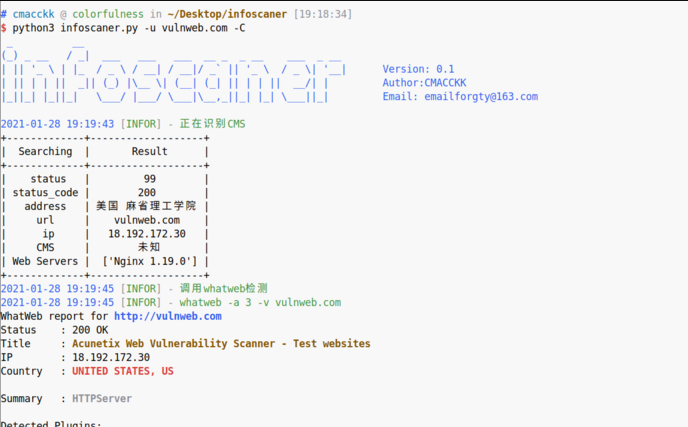 # cmacckk @ colorfulness in ~/Desktop/infoscaner [19:18:34]
$ python3 infoscaner.py -u vulnweb.com -C
infoscaner
Version: 0.1
Author:CMACCKK
Email: emailforgty@163.com
2021-01-28 19:19:43 [INFOR] - 正在识别CMS
+-------------+------------------+
|  Searching  |      Result      |
+-------------+------------------+
|    status   |        99        |
| status_code |       200        |
|   address   | 美国 麻省理工学院 |
|     url     |   vulnweb.com    |
|      ip     |  18.192.172.30   |
|     CMS     |       未知       |
| Web Servers |  ['Nginx 1.19.0'] |
+-------------+------------------+
2021-01-28 19:19:45 [INFOR] - 调用whatweb检测
2021-01-28 19:19:45 [INFOR] - whatweb -a 3 -v vulnweb.com
WhatWeb report for http://vulnweb.com
Status    : 200 OK
Title     : Acunetix Web Vulnerability Scanner - Test websites
IP        : 18.192.172.30
Country   : UNITED STATES, US
Summary   : HTTPServer
Detected Plugins: